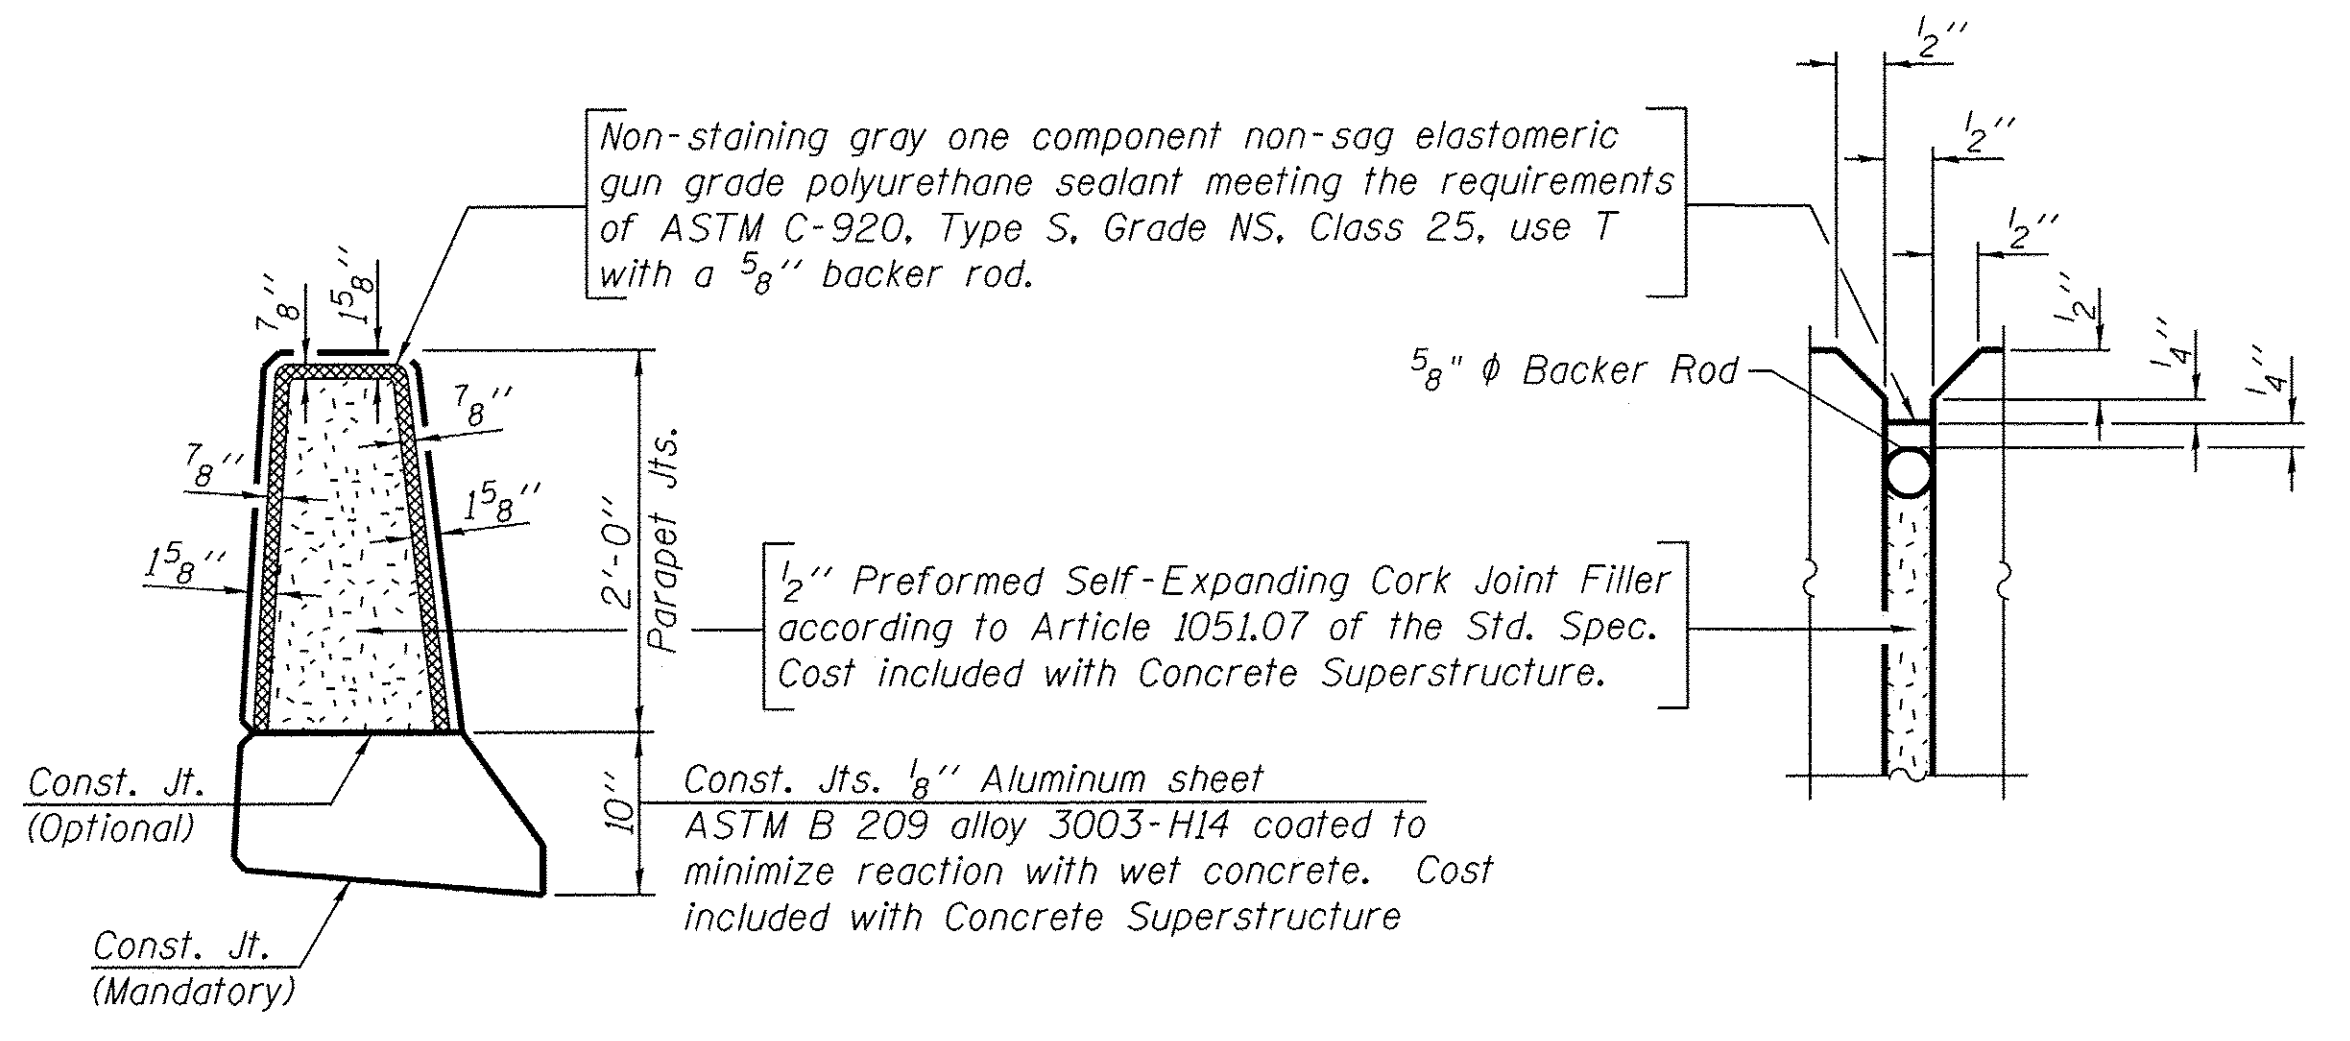 Non-staining gray one component non-sag elastomeric
gun grade polyurethane sealant meeting the requirements
of ASTM C-920, Type S, Grade NS, Class 25, use T
with a 5/8" backer rod.
7/8"
1 5/8"
7/8"
7/8"
1 5/8"
1 5/8"
2'-0"
Parapet Jts.
10"
1/2" Preformed Self-Expanding Cork Joint Filler
according to Article 1051.07 of the Std. Spec.
Cost included with Concrete Superstructure.
Const. Jt.
(Optional)
Const. Jt.
(Mandatory)
Const. Jts. 1/8" Aluminum sheet
ASTM B 209 alloy 3003-H14 coated to
minimize reaction with wet concrete. Cost
included with Concrete Superstructure
1/2"
1/2"
1/2"
1/2"
1/4"
1/4"
5/8" ϕ Backer Rod